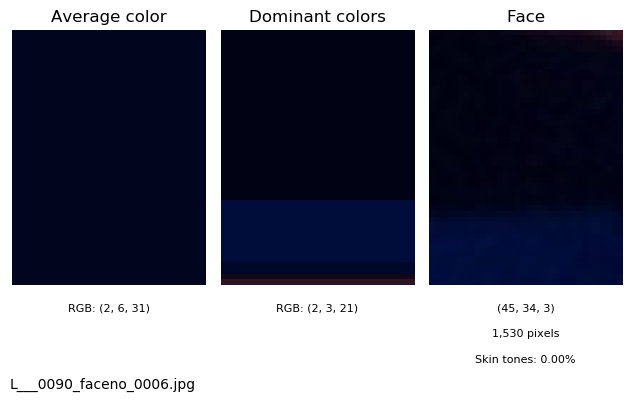 Average color
Dominant colors
Face
RGB: (2, 6, 31)
RGB: (2, 3, 21)
(45, 34, 3)
1,530 pixels
Skin tones: 0.00%
L___0090_faceno_0006.jpg